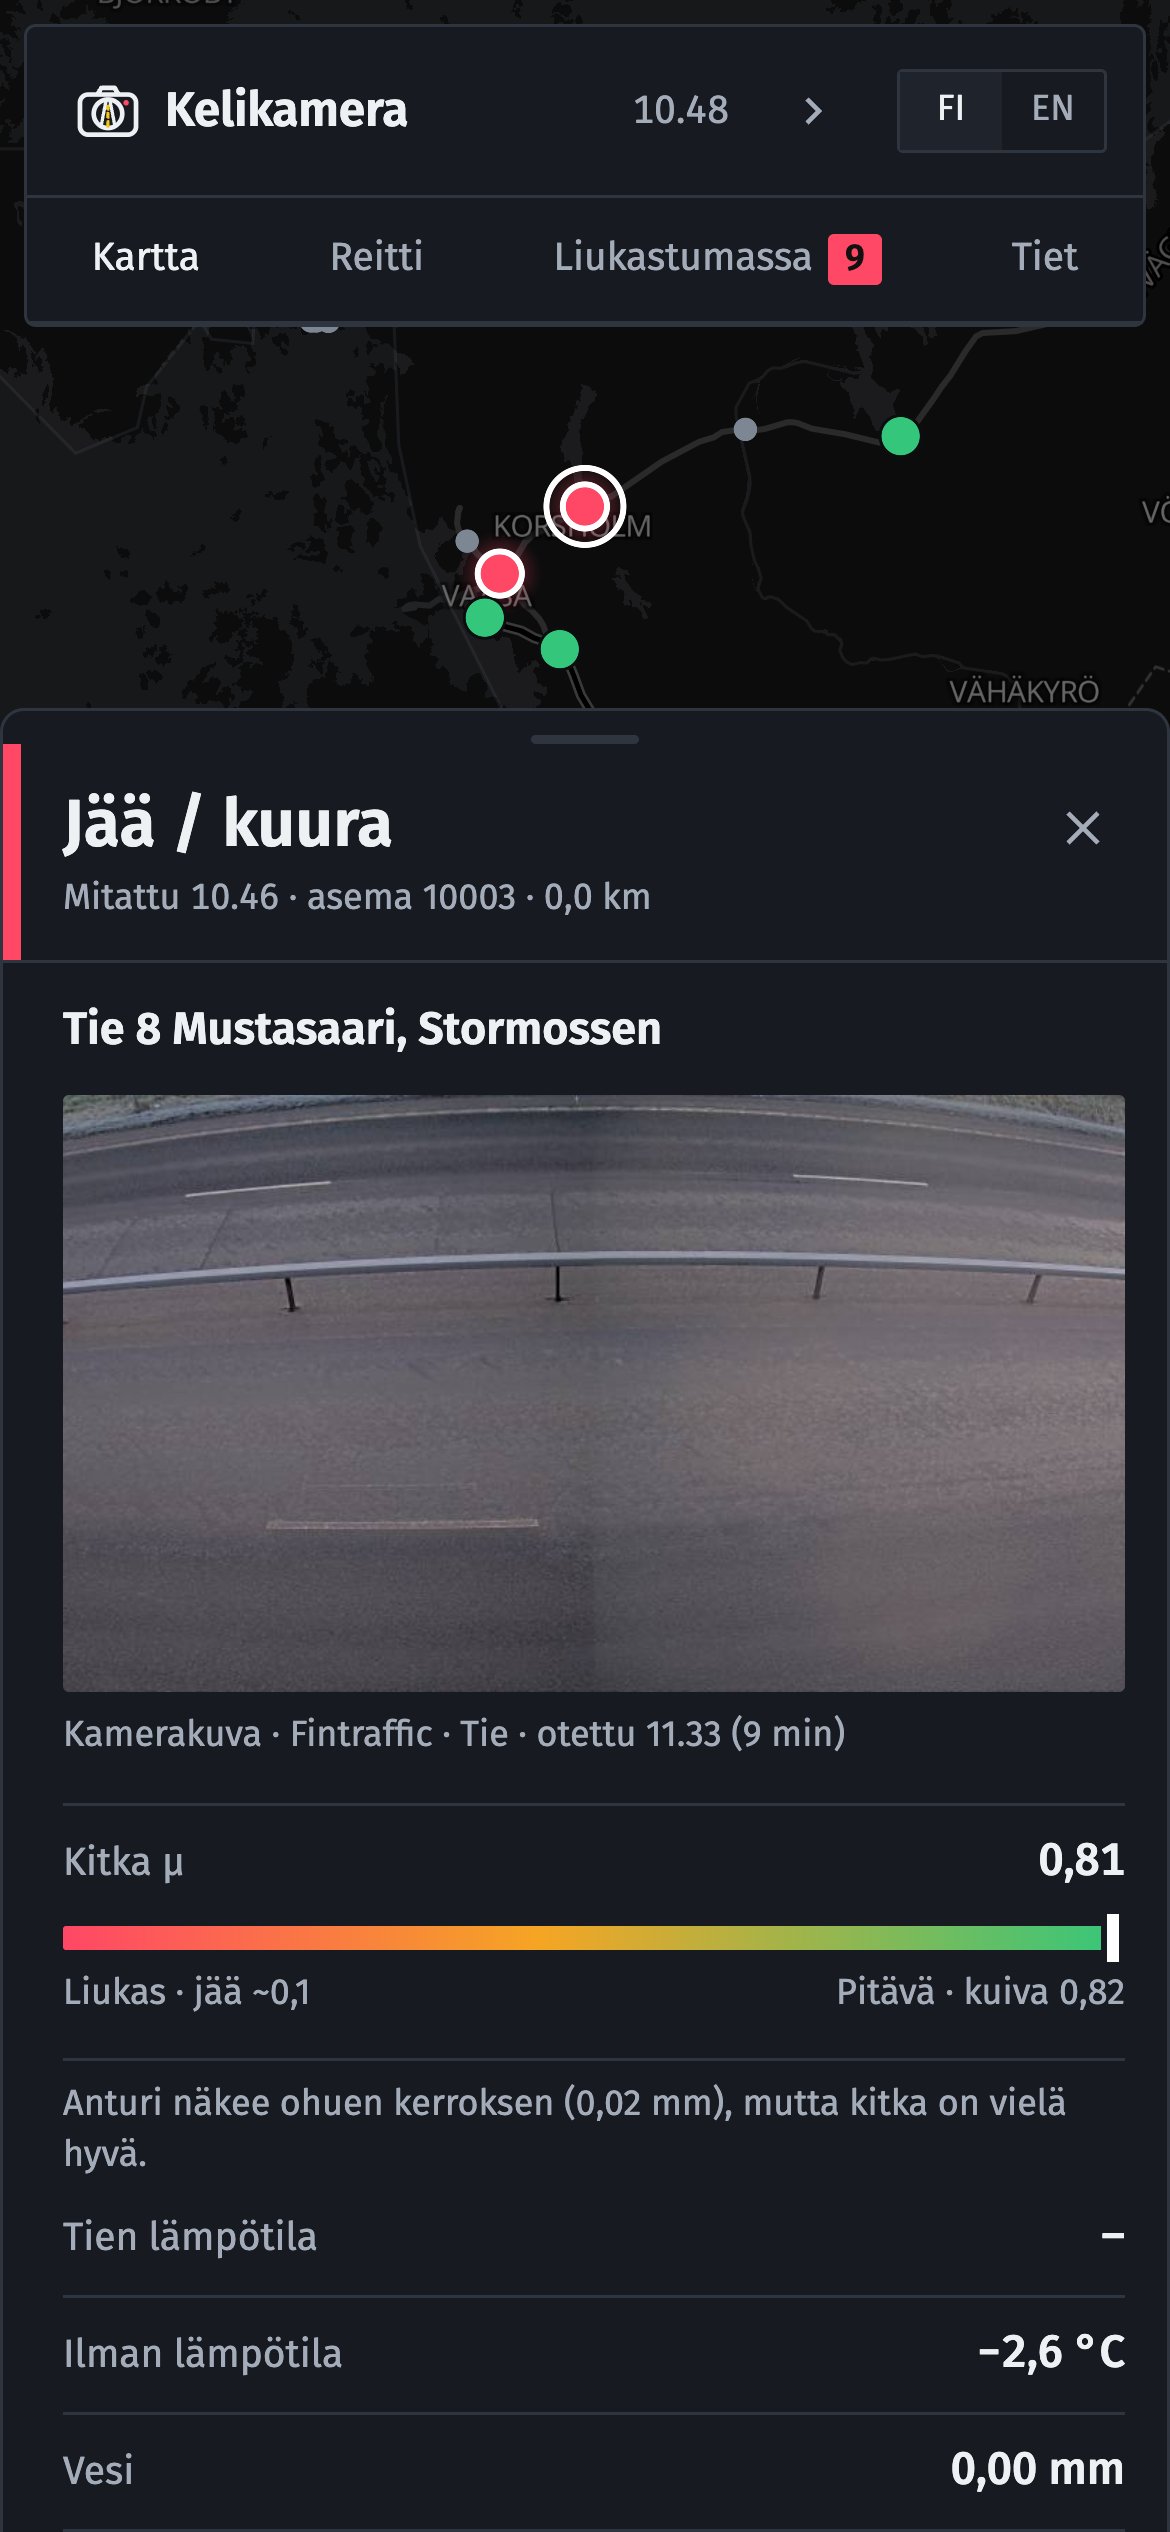 Kelikamera
10.48
FI
EN
Kartta
Reitti
Liukastumassa 9
Tiet
KORSHOLM
VAASA
VÄHÄKYRÖ
Jää / kuura
Mitattu 10.46 · asema 10003 · 0,0 km
Tie 8 Mustasaari, Stormossen
Kamerakuva · Fintraffic · Tie · otettu 11.33 (9 min)
Kitka µ
0,81
Liukas · jää ~0,1
Pitävä · kuiva 0,82
Anturi näkee ohuen kerroksen (0,02 mm), mutta kitka on vielä
hyvä.
Tien lämpötila
–
Ilman lämpötila
−2,6 °C
Vesi
0,00 mm